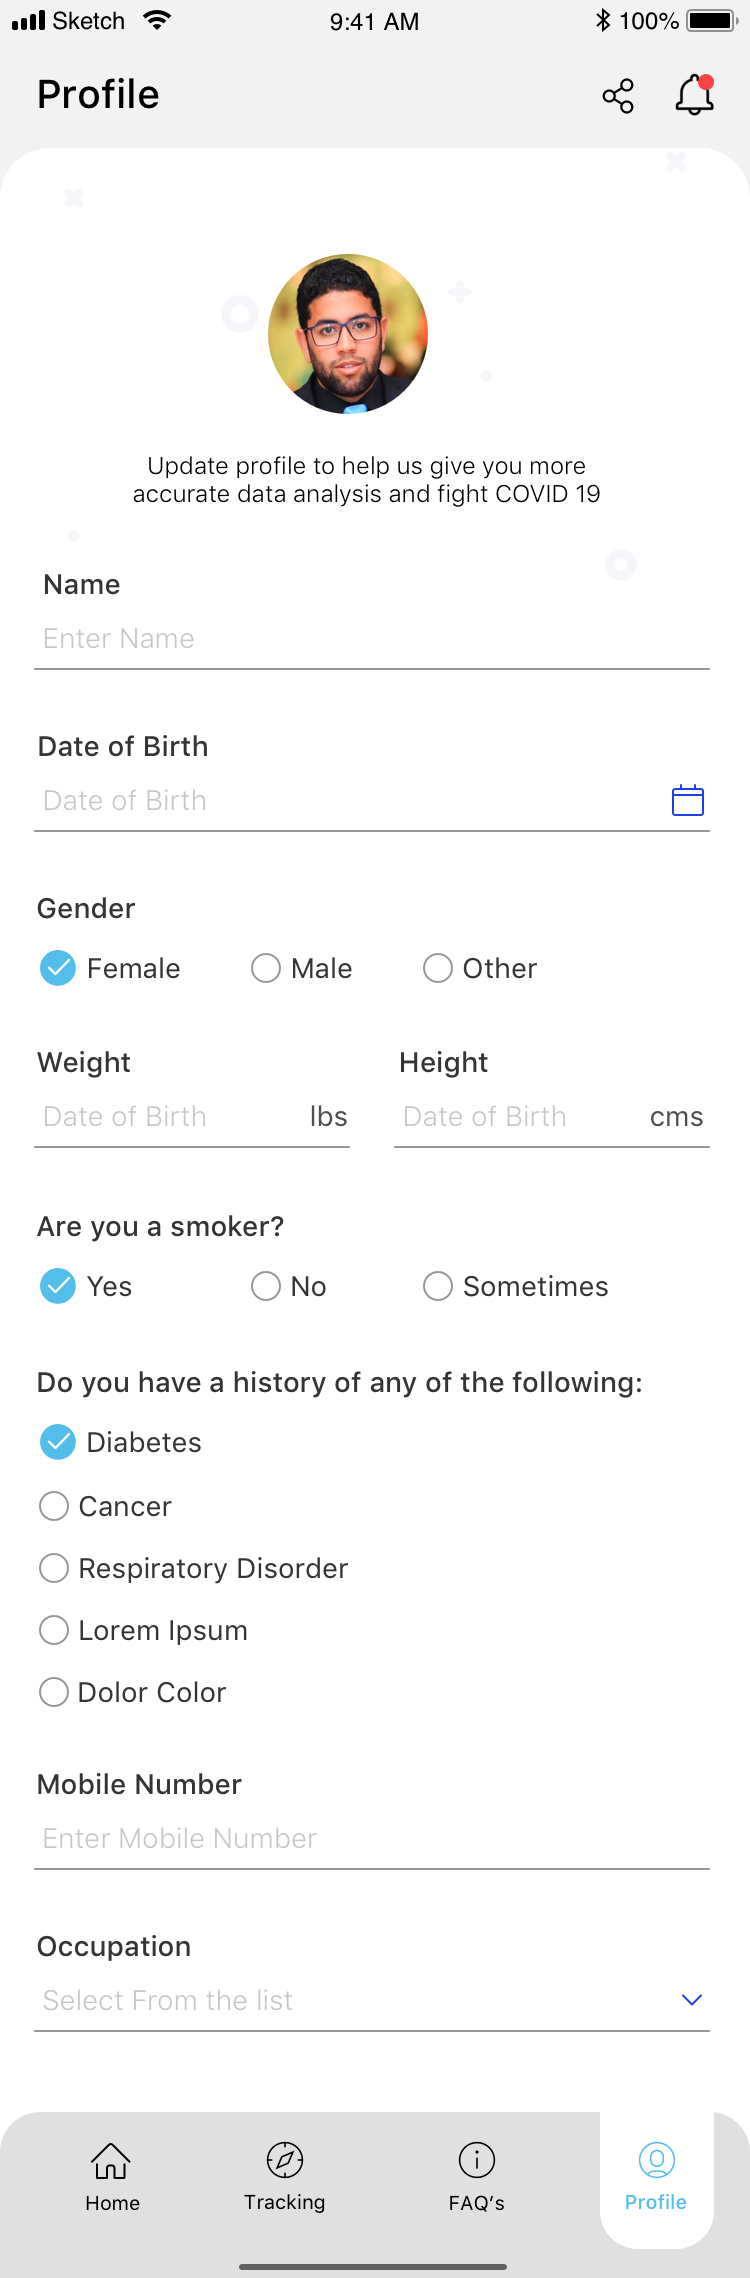 Sketch 9:41 AM 100%
Profile
Update profile to help us give you more
accurate data analysis and fight COVID 19
Name
Enter Name
Date of Birth
Date of Birth
Gender
Female Male Other
Weight Height
Date of Birth lbs Date of Birth cms
Are you a smoker?
Yes No Sometimes
Do you have a history of any of the following:
Diabetes
Cancer
Respiratory Disorder
Lorem Ipsum
Dolor Color
Mobile Number
Enter Mobile Number
Occupation
Select From the list
Home Tracking FAQ's Profile